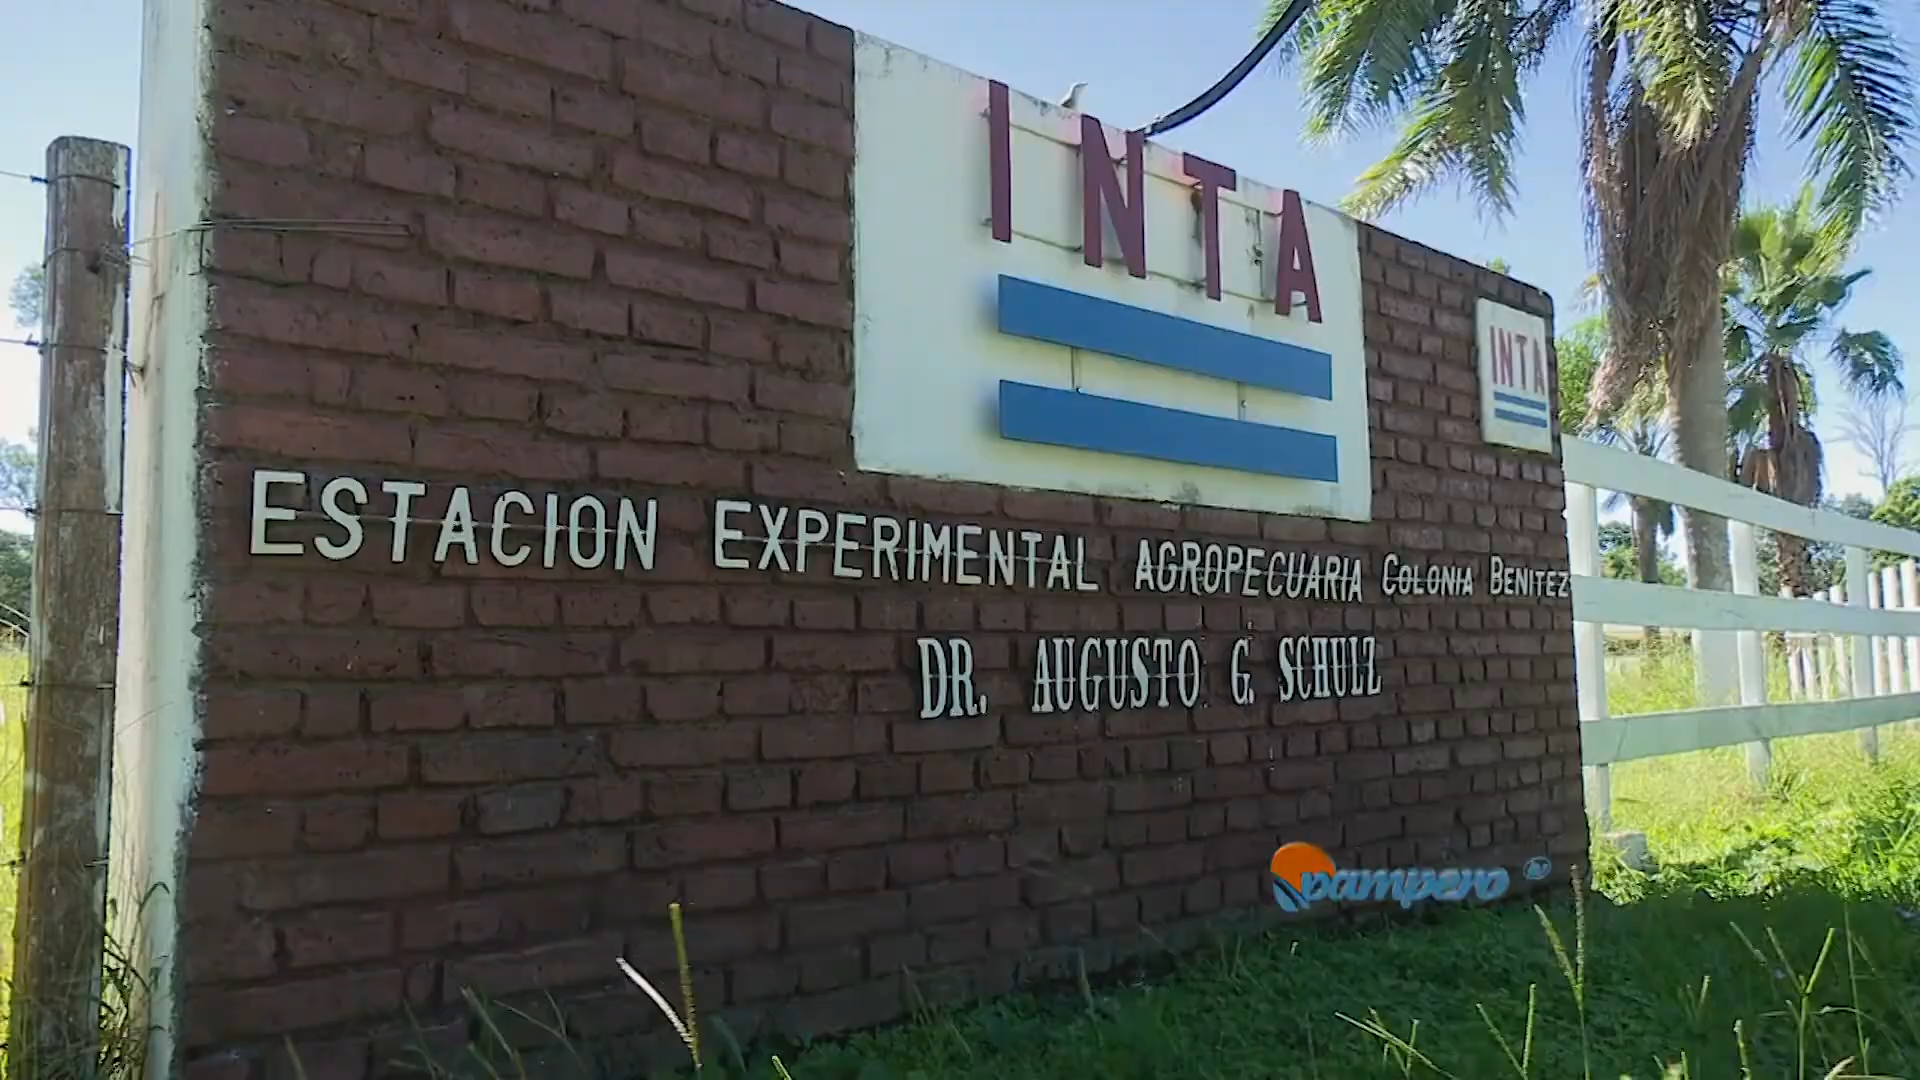 INTA
INTA
ESTACION EXPERIMENTAL AGROPECUARIA COLONIA BENITEZ
DR. AUGUSTO G. SCHULZ
pampero